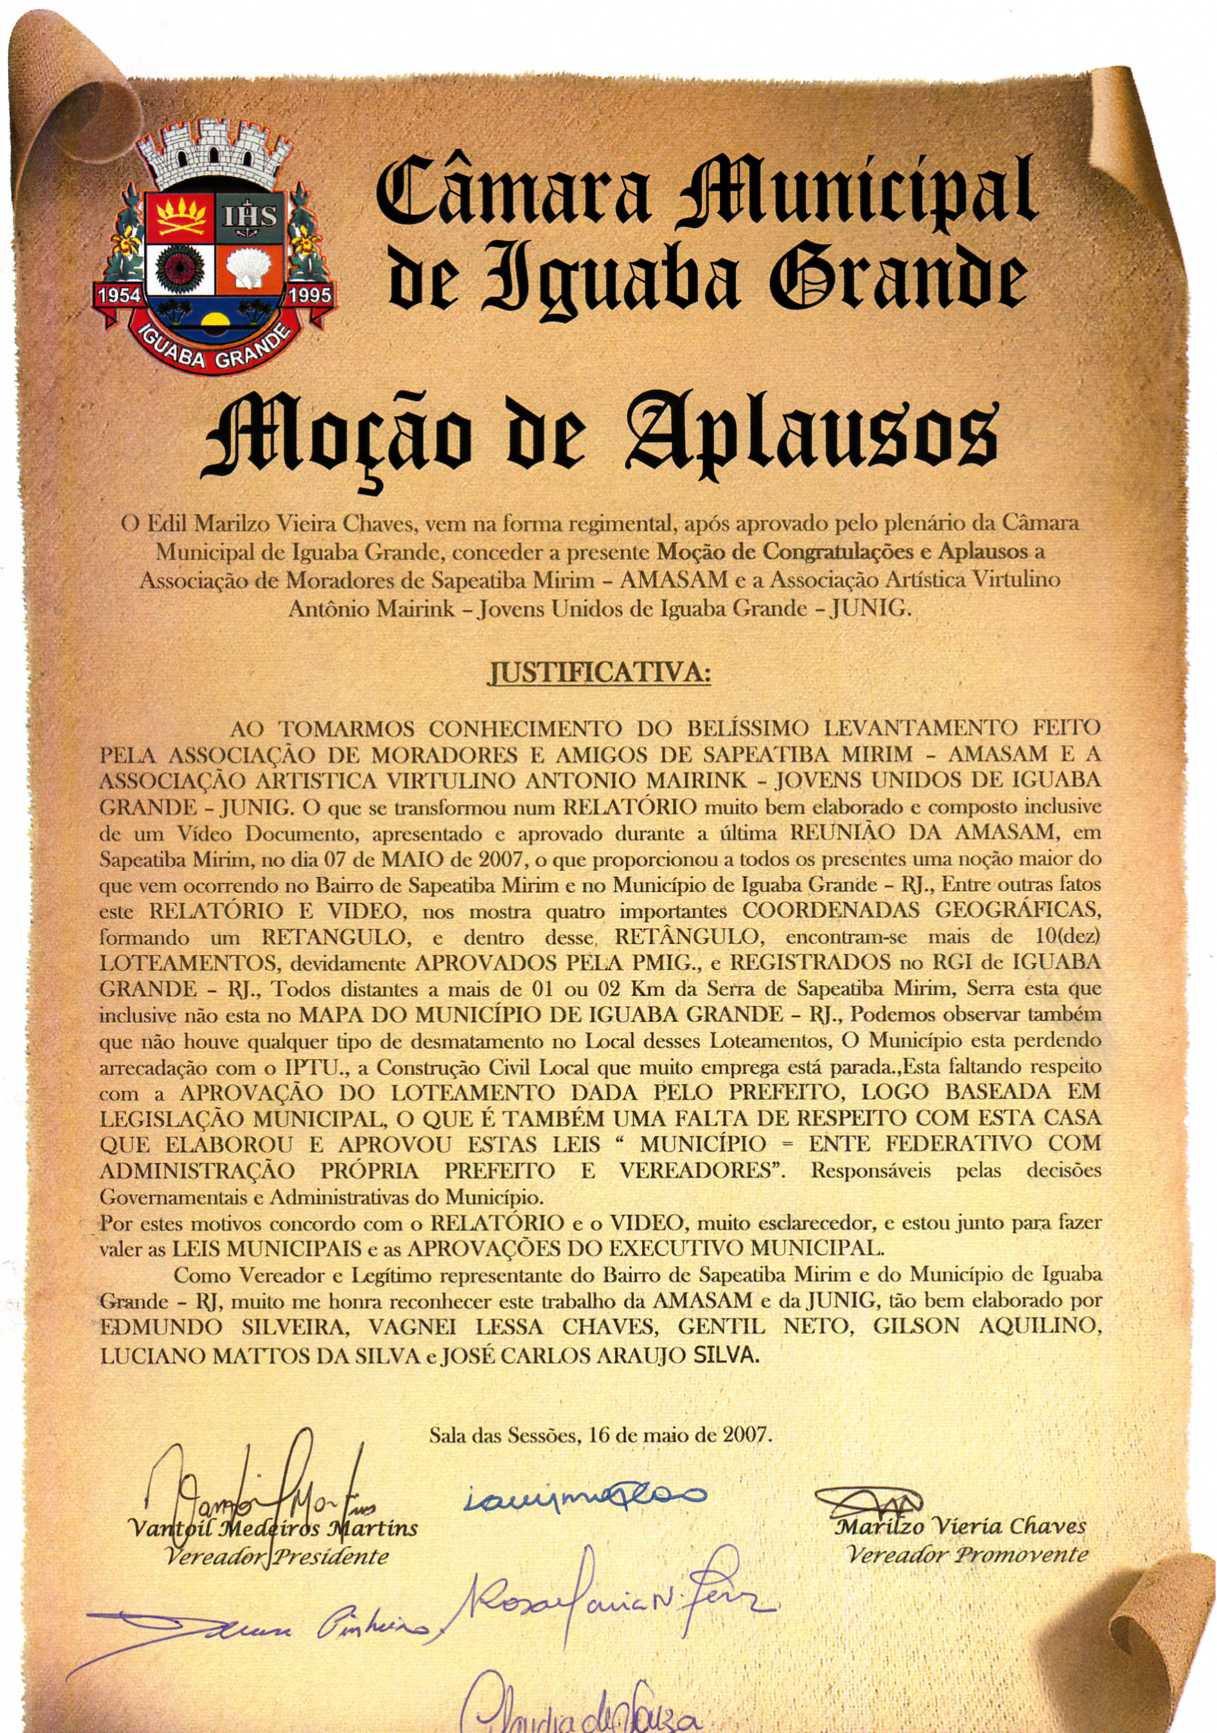 Câmara Municipal
de Iguaba Grande
IHS
1954 1995
IGUABA GRANDE
Moção de Aplausos
O Edil Marilzo Vieira Chaves, vem na forma regimental, após aprovado pelo plenário da Câmara
Municipal de Iguaba Grande, conceder a presente Moção de Congratulações e Aplausos a
Associação de Moradores de Sapeatiba Mirim – AMASAM e a Associação Artística Virtulino
Antônio Mairink – Jovens Unidos de Iguaba Grande – JUNIG.
JUSTIFICATIVA:
AO TOMARMOS CONHECIMENTO DO BELÍSSIMO LEVANTAMENTO FEITO
PELA ASSOCIAÇÃO DE MORADORES E AMIGOS DE SAPEATIBA MIRIM – AMASAM E A
ASSOCIAÇÃO ARTISTICA VIRTULINO ANTONIO MAIRINK – JOVENS UNIDOS DE IGUABA
GRANDE – JUNIG. O que se transformou num RELATÓRIO muito bem elaborado e composto inclusive
de um Vídeo Documento, apresentado e aprovado durante a última REUNIÃO DA AMASAM, em
Sapeatiba Mirim, no dia 07 de MAIO de 2007, o que proporcionou a todos os presentes uma noção maior do
que vem ocorrendo no Bairro de Sapeatiba Mirim e no Município de Iguaba Grande – RJ., Entre outras fatos
este RELATÓRIO E VIDEO, nos mostra quatro importantes COORDENADAS GEOGRÁFICAS,
formando um RETANGULO, e dentro desse RETÂNGULO, encontram-se mais de 10(dez)
LOTEAMENTOS, devidamente APROVADOS PELA PMIG., e REGISTRADOS no RGI de IGUABA
GRANDE – RJ., Todos distantes a mais de 01 ou 02 Km da Serra de Sapeatiba Mirim, Serra esta que
inclusive não esta no MAPA DO MUNICÍPIO DE IGUABA GRANDE – RJ., Podemos observar também
que não houve qualquer tipo de desmatamento no Local desses Loteamentos, O Município esta perdendo
arrecadação com o IPTU., a Construção Civil Local que muito emprega está parada.,Esta faltando respeito
com a APROVAÇÃO DO LOTEAMENTO DADA PELO PREFEITO, LOGO BASEADA EM
LEGISLAÇÃO MUNICIPAL, O QUE É TAMBÉM UMA FALTA DE RESPEITO COM ESTA CASA
QUE ELABOROU E APROVOU ESTAS LEIS “ MUNICÍPIO = ENTE FEDERATIVO COM
ADMINISTRAÇÃO PRÓPRIA PREFEITO E VEREADORES”. Responsáveis pelas decisões
Governamentais e Administrativas do Município.
Por estes motivos concordo com o RELATÓRIO e o VIDEO, muito esclarecedor, e estou junto para fazer
valer as LEIS MUNICIPAIS e as APROVAÇÕES DO EXECUTIVO MUNICIPAL.
Como Vereador e Legítimo representante do Bairro de Sapeatiba Mirim e do Município de Iguaba
Grande – RJ, muito me honra reconhecer este trabalho da AMASAM e da JUNIG, tão bem elaborado por
EDMUNDO SILVEIRA, VAGNEI LESSA CHAVES, GENTIL NETO, GILSON AQUILINO,
LUCIANO MATTOS DA SILVA e JOSÉ CARLOS ARAUJO SILVA.
Sala das Sessões, 16 de maio de 2007.
Vantoil Martins
Vantoil Medeiros Martins Marilzo Vieria Chaves
Vereador Presidente Vereador Promovente
Pinheiro
Claudia de Souza